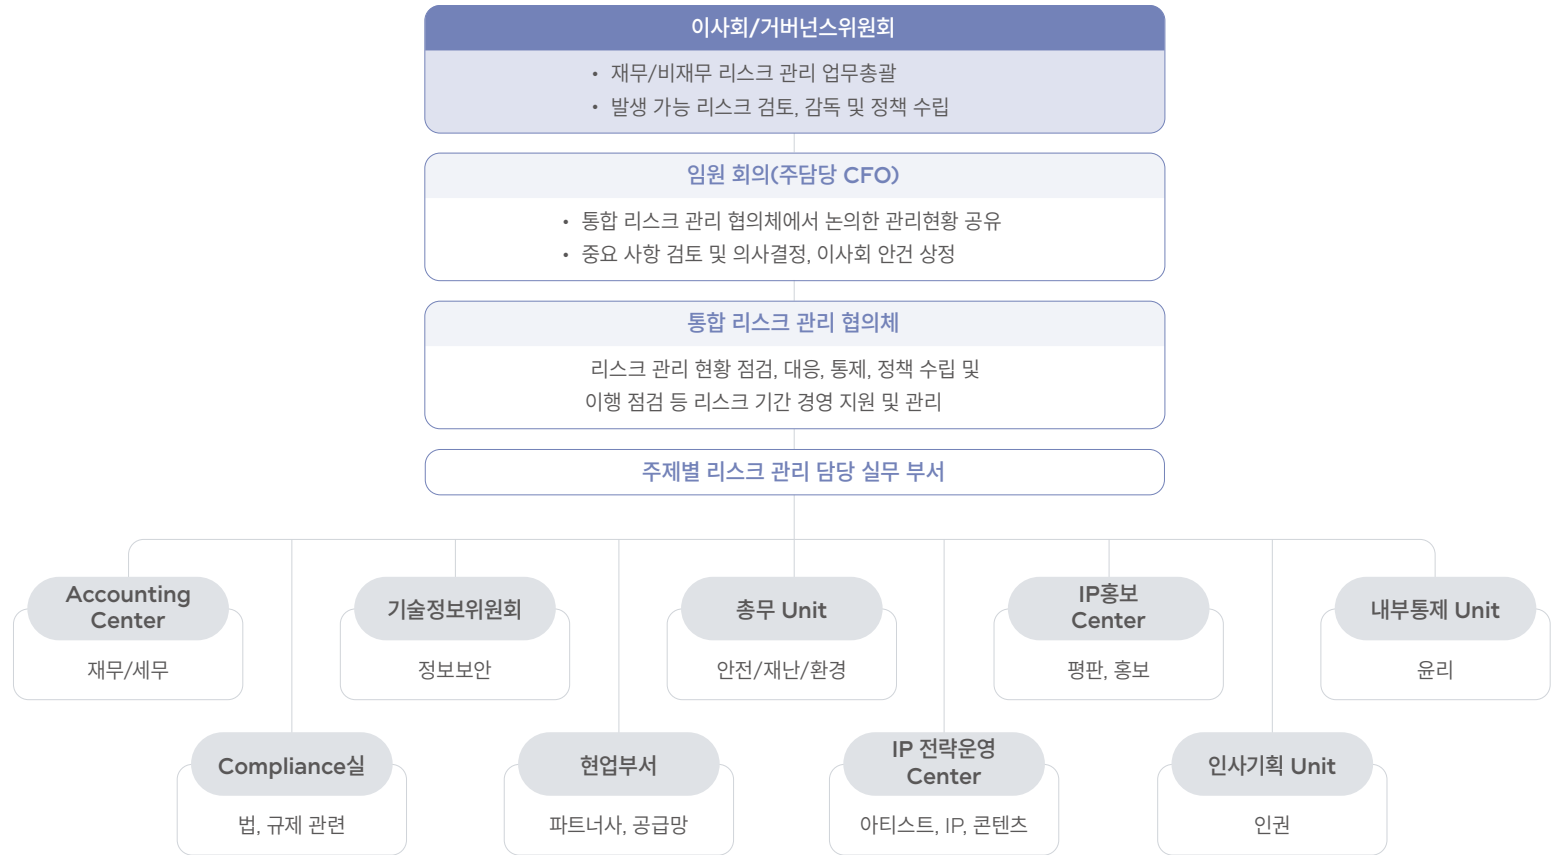 이사회/거버넌스위원회
• 재무/비재무 리스크 관리 업무총괄
• 발생 가능 리스크 검토, 감독 및 정책 수립
임원 회의(주담당 CFO)
• 통합 리스크 관리 협의체에서 논의한 관리현황 공유
• 중요 사항 검토 및 의사결정, 이사회 안건 상정
통합 리스크 관리 협의체
리스크 관리 현황 점검, 대응, 통제, 정책 수립 및
이행 점검 등 리스크 기간 경영 지원 및 관리
주제별 리스크 관리 담당 실무 부서
Accounting
Center
재무/세무
기술정보위원회
정보보안
총무 Unit
안전/재난/환경
IP홍보
Center
평판, 홍보
내부통제 Unit
윤리
Compliance실
법, 규제 관련
현업부서
파트너사, 공급망
IP 전략운영
Center
아티스트, IP, 콘텐츠
인사기획 Unit
인권